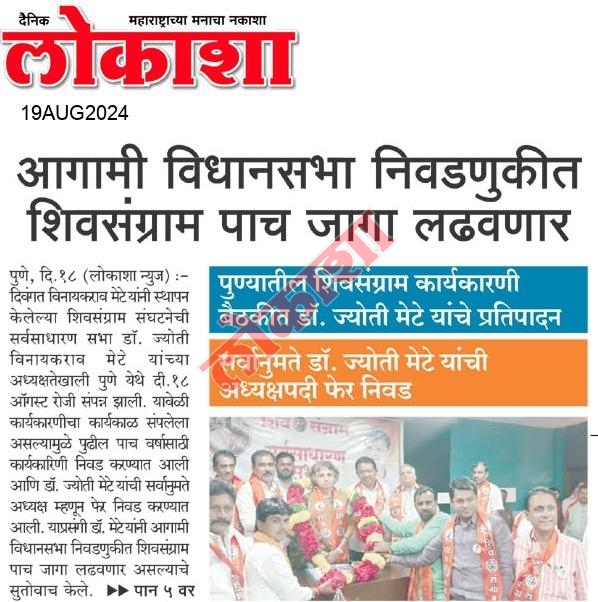 दैनिक
महाराष्ट्राच्या मनाचा नकाशा
लोकाशा
19AUG2024
आगामी विधानसभा निवडणुकीत
शिवसंग्राम पाच जागा लढवणार
पुणे, दि.१८ (लोकाशा न्युज) :-
दिवंगत विनायकराव मेटे यांनी स्थापन
केलेल्या शिवसंग्राम संघटनेची
सर्वसाधारण सभा डॉ. ज्योती
विनायकराव मेटे यांच्या
अध्यक्षतेखाली पुणे येथे दी.१८
ऑगस्ट रोजी संपन्न झाली. यावेळी
कार्यकारणीचा कार्यकाळ संपलेला
असल्यामुळे पुढील पाच वर्षासाठी
कार्यकारिणी निवड करण्यात आली
आणि डॉ. ज्योती मेटे यांची सर्वानुमते
अध्यक्ष म्हणून फेर निवड करण्यात
आली. याप्रसंगी डॉ. मेटे यांनी आगामी
विधानसभा निवडणुकीत शिवसंग्राम
पाच जागा लढवणार असल्याचे
सुतोवाच केले. ▶▶ पान ५ वर
पुण्यातील शिवसंग्राम कार्यकारणी
बैठकीत डॉ. ज्योती मेटे यांचे प्रतिपादन
सर्वानुमते डॉ. ज्योती मेटे यांची
अध्यक्षपदी फेर निवड
लोकाशा
शिव संग्राम
सर्वसाधारण